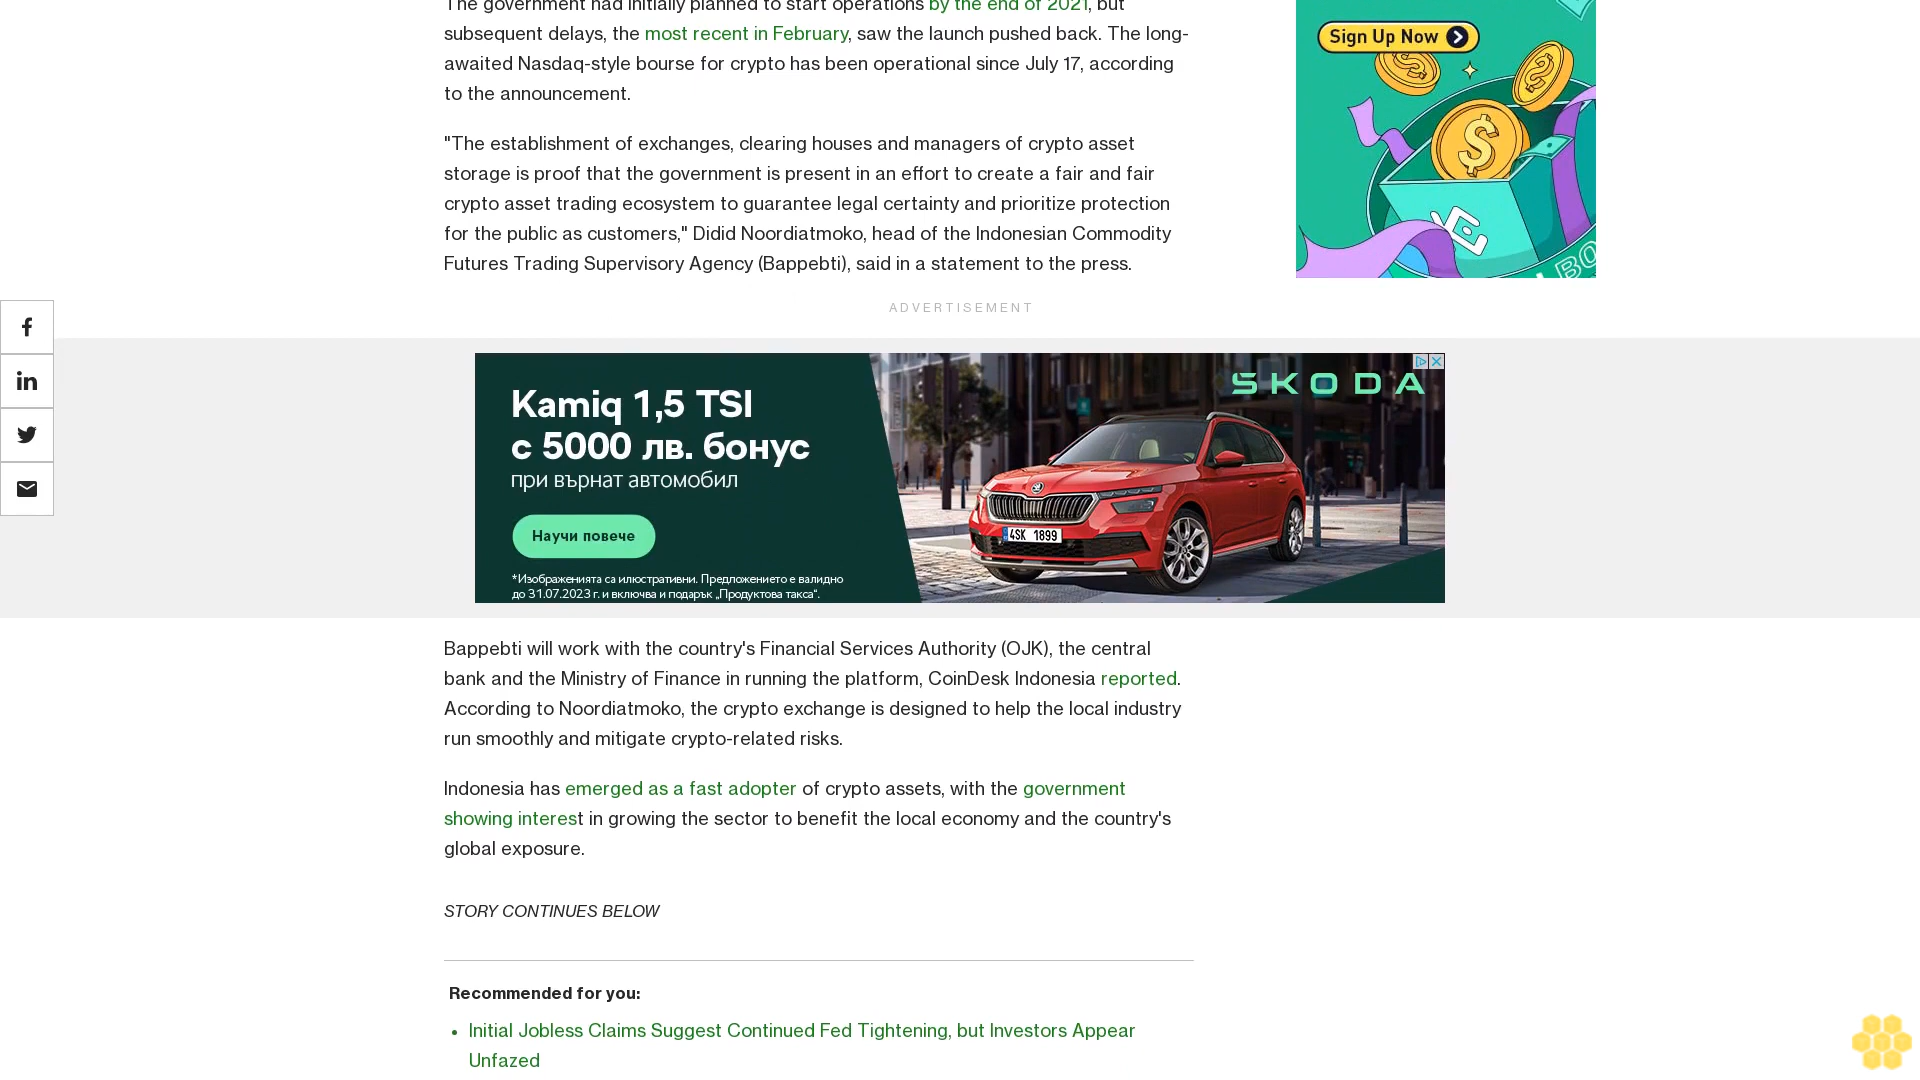 The government had initially planned to start operations by the end of 2021, but
subsequent delays, the most recent in February, saw the launch pushed back. The long-
awaited Nasdaq-style bourse for crypto has been operational since July 17, according
to the announcement.
"The establishment of exchanges, clearing houses and managers of crypto asset
storage is proof that the government is present in an effort to create a fair and fair
crypto asset trading ecosystem to guarantee legal certainty and prioritize protection
for the public as customers," Didid Noordiatmoko, head of the Indonesian Commodity
Futures Trading Supervisory Agency (Bappebti), said in a statement to the press.
Sign Up Now
ADVERTISEMENT
Kamiq 1,5 TSI
с 5000 лв. бонус
при върнат автомобил
Научи повече
*Изображенията са илюстративни. Предложението е валидно
до 31.07.2023 г. и включва и подарък „Продуктова такса“.
SKODA
4SK 1899
Bappebti will work with the country's Financial Services Authority (OJK), the central
bank and the Ministry of Finance in running the platform, CoinDesk Indonesia reported.
According to Noordiatmoko, the crypto exchange is designed to help the local industry
run smoothly and mitigate crypto-related risks.
Indonesia has emerged as a fast adopter of crypto assets, with the government
showing interest in growing the sector to benefit the local economy and the country's
global exposure.
STORY CONTINUES BELOW
Recommended for you:
Initial Jobless Claims Suggest Continued Fed Tightening, but Investors Appear
Unfazed